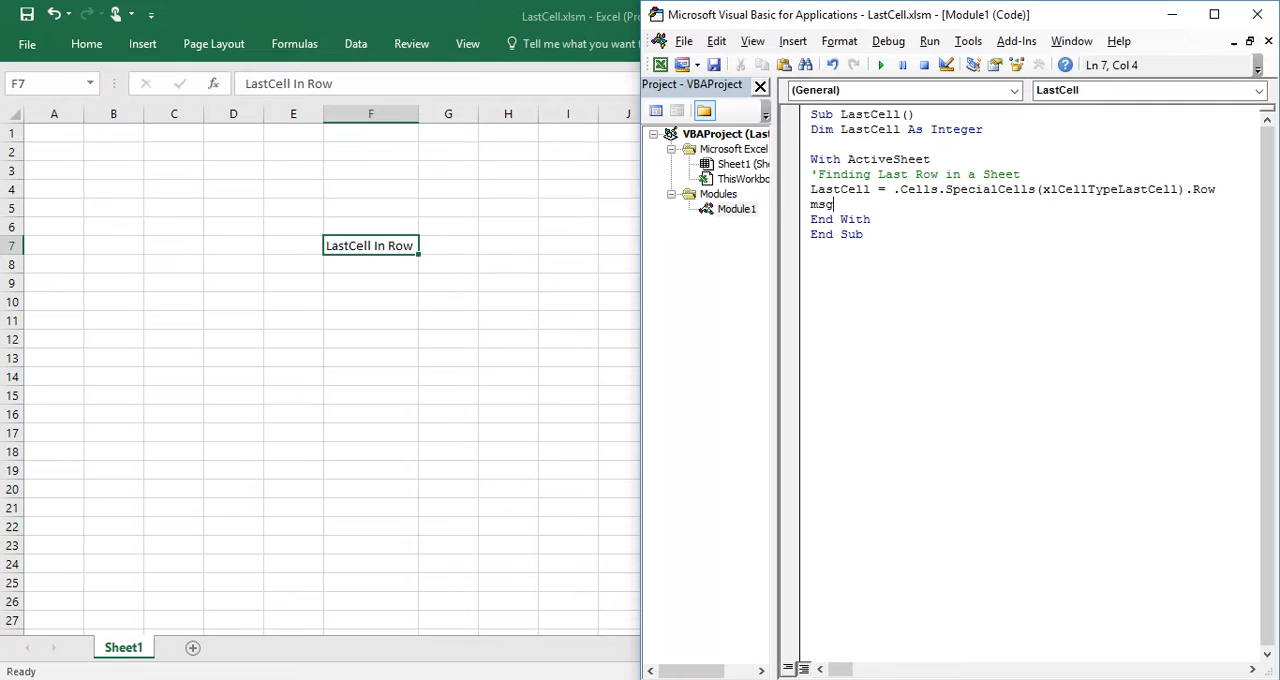 LastCell.xlsm - Excel (Pro
File Home Insert Page Layout Formulas Data Review View Tell me what you want
F7 fx LastCell In Row
A B C D E F G H I J
1
2
3
4
5
6
7 LastCell In Row
8
9
10
11
12
13
14
15
16
17
18
19
20
21
22
23
24
25
26
27
Sheet1
Ready
Microsoft Visual Basic for Applications - LastCell.xlsm - [Module1 (Code)]
File Edit View Insert Format Debug Run Tools Add-Ins Window Help
Ln 7, Col 4
Project - VBAProject
VBAProject (Last
Microsoft Excel
Sheet1 (She
ThisWorkbo
Modules
Module1
(General) LastCell
Sub LastCell()
Dim LastCell As Integer
With ActiveSheet
'Finding Last Row in a Sheet
LastCell = .Cells.SpecialCells(xlCellTypeLastCell).Row
msg
End With
End Sub